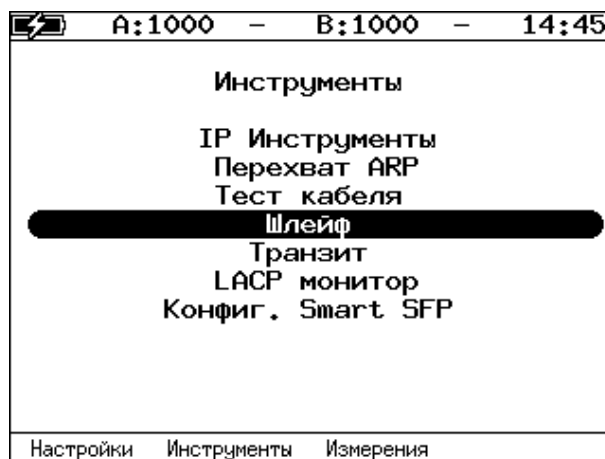 A:1000 – B:1000 – 14:45
Инструменты
IP Инструменты
Перехват ARP
Тест кабеля
Шлейф
Транзит
LACP монитор
Конфиг. Smart SFP
Настройки Инструменты Измерения